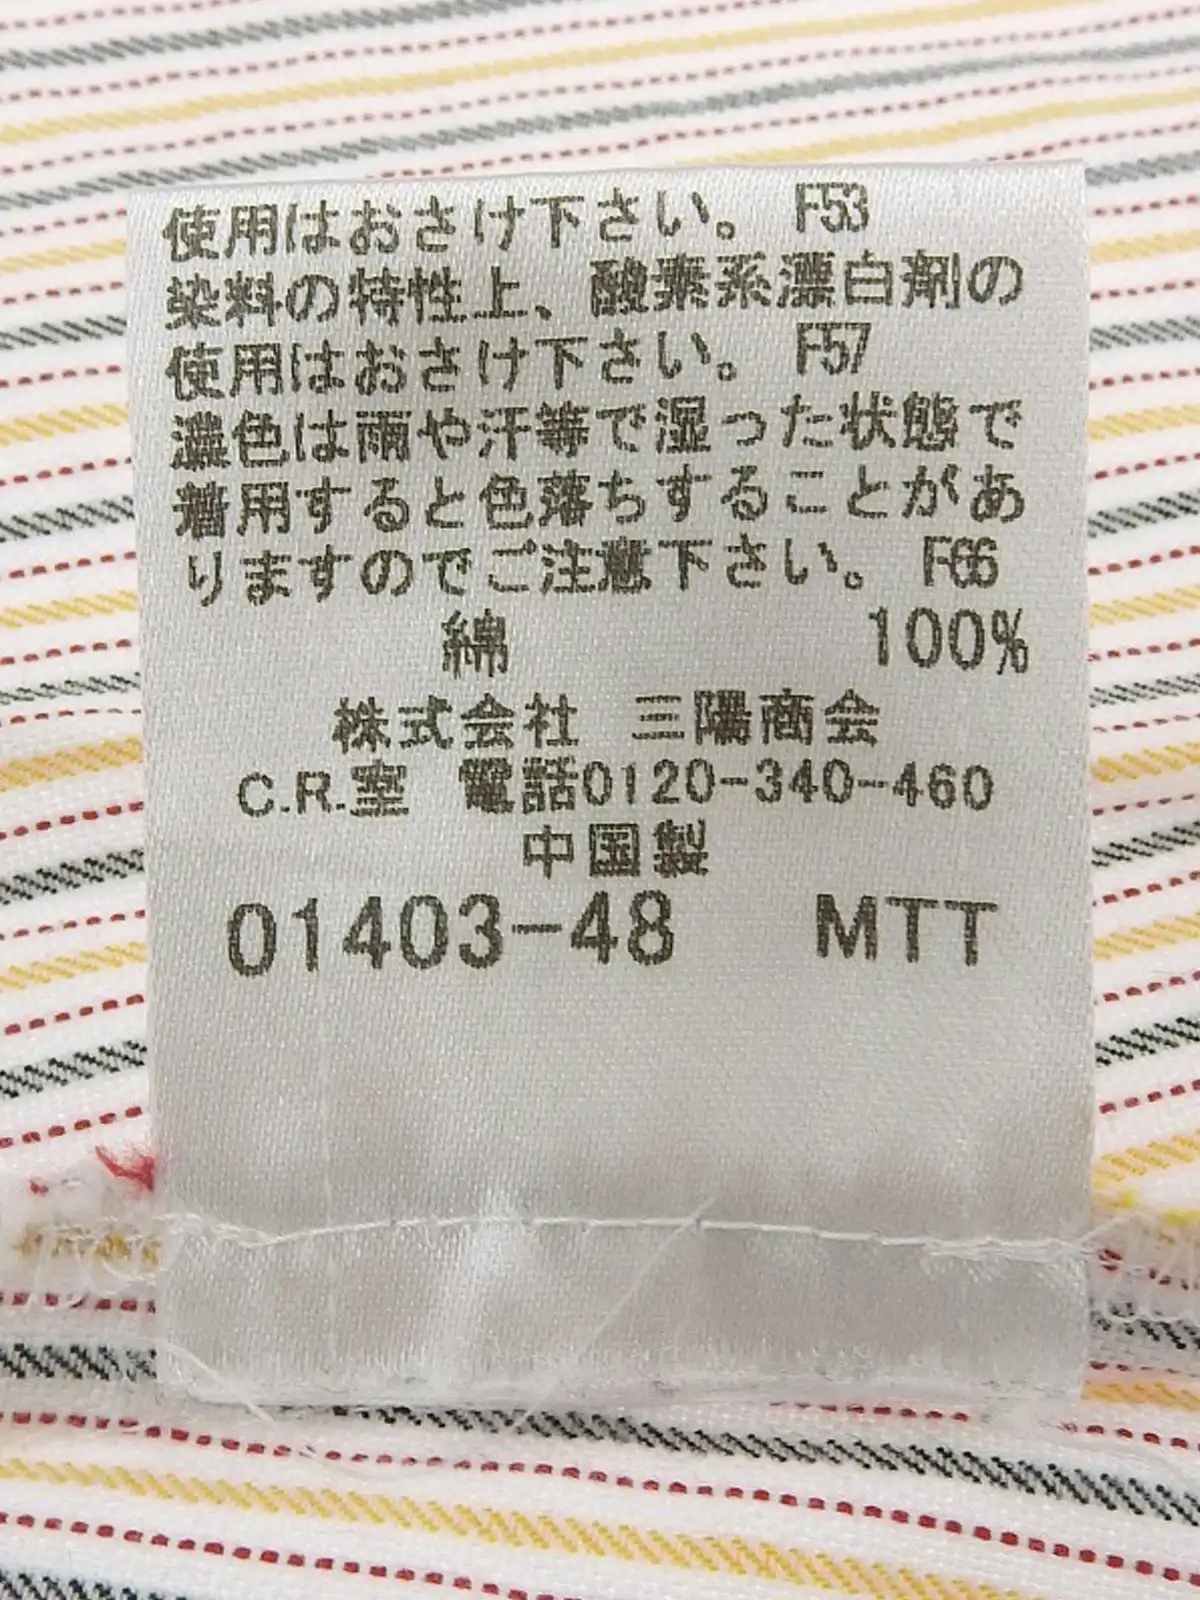 使用はおさけ下さい。 F53
染料の特性上、酸素系漂白剤の
使用はおさけ下さい。 F57
濃色は雨や汗等で湿った状態で
着用すると色落ちすることがあ
りますのでご注意下さい。 F66
綿 100%
株式会社 三陽商会
C.R.室 電話0120-340-460
中国製
01403-48 MTT